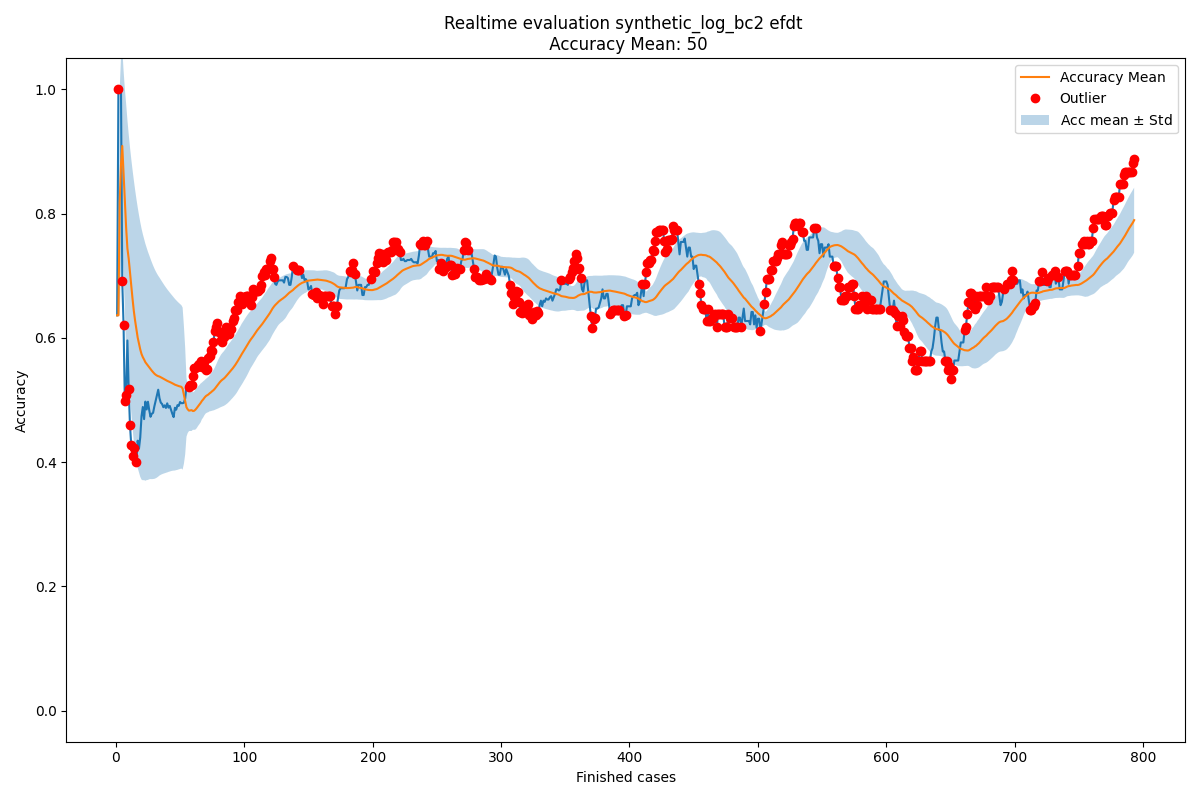 Realtime evaluation synthetic_log_bc2 efdt
Accuracy Mean: 50
Accuracy Mean
Outlier
Acc mean ± Std
1.0
0.8
0.6
0.4
0.2
0.0
Accuracy
0 100 200 300 400 500 600 700 800
Finished cases